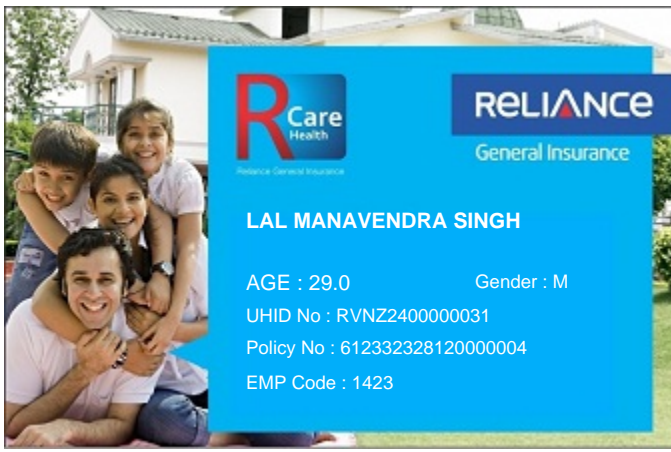 R Care
Health
Reliance General Insurance
RELIANCE
General Insurance
LAL MANAVENDRA SINGH
AGE : 29.0 Gender : M
UHID No : RVNZ2400000031
Policy No : 612332328120000004
EMP Code : 1423